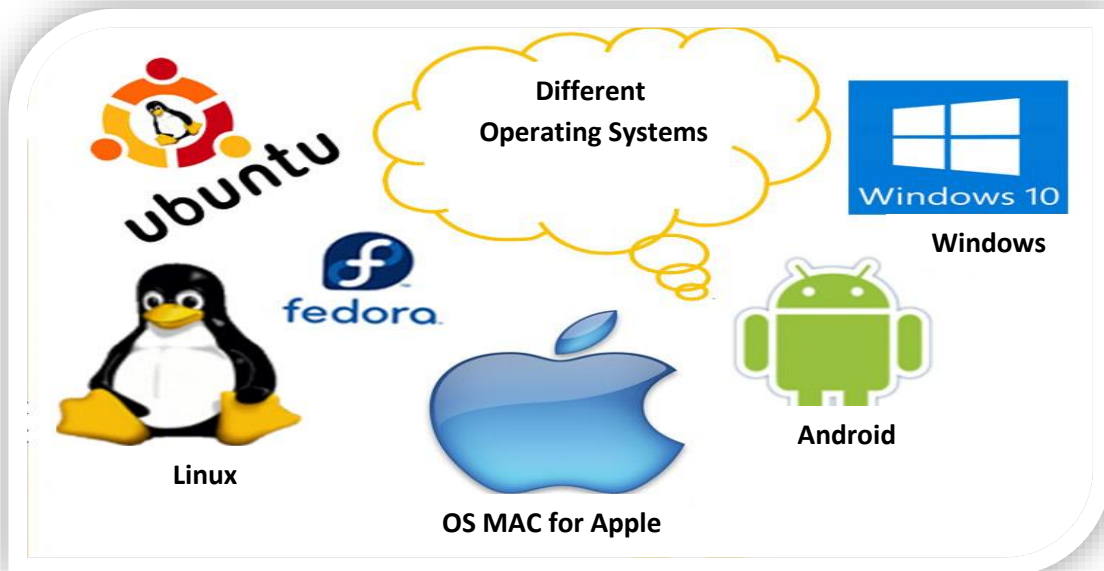 Different
Operating Systems
ubuntu
Windows 10
Windows
fedora
Linux
Android
OS MAC for Apple